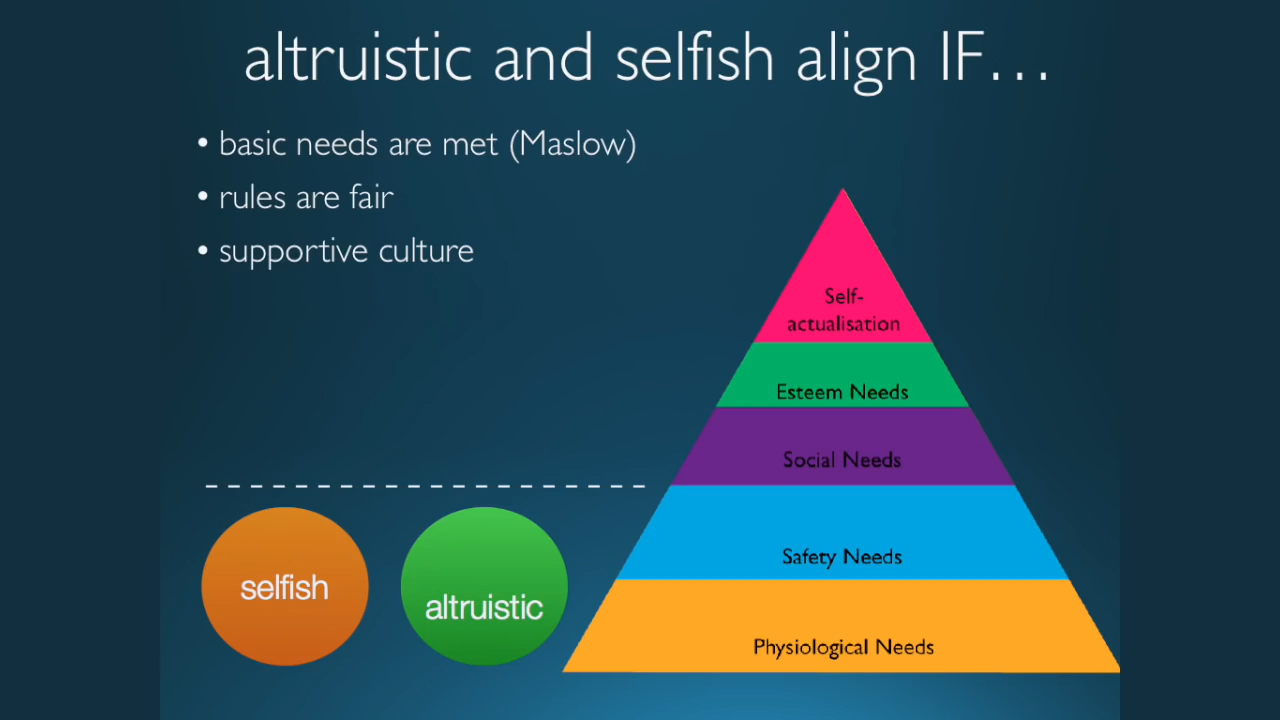 altruistic and selfish align IF…
• basic needs are met (Maslow)
• rules are fair
• supportive culture
Self-
actualisation
Esteem Needs
Social Needs
Safety Needs
Physiological Needs
selfish
altruistic